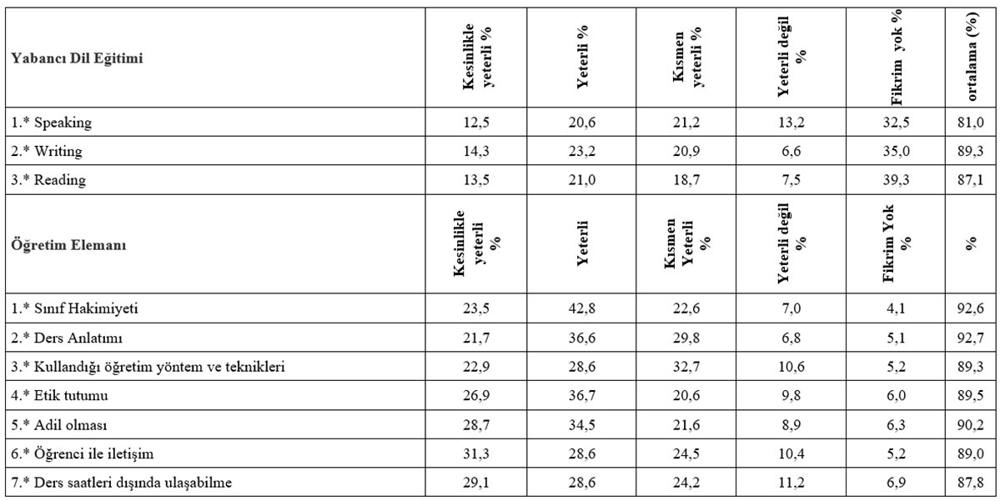 Yabancı Dil Eğitimi Kesinlikle yeterli % Yeterli % Kısmen yeterli % Yeterli değil % Fikrim yok % ortalama (%)
1.* Speaking 12,5 20,6 21,2 13,2 32,5 81,0
2.* Writing 14,3 23,2 20,9 6,6 35,0 89,3
3.* Reading 13,5 21,0 18,7 7,5 39,3 87,1
Öğretim Elemanı Kesinlikle yeterli % Yeterli Kısmen Yeterli % Yeterli değil % Fikrim Yok % %
1.* Sınıf Hakimiyeti 23,5 42,8 22,6 7,0 4,1 92,6
2.* Ders Anlatımı 21,7 36,6 29,8 6,8 5,1 92,7
3.* Kullandığı öğretim yöntem ve teknikleri 22,9 28,6 32,7 10,6 5,2 89,3
4.* Etik tutumu 26,9 36,7 20,6 9,8 6,0 89,5
5.* Adil olması 28,7 34,5 21,6 8,9 6,3 90,2
6.* Öğrenci ile iletişim 31,3 28,6 24,5 10,4 5,2 89,0
7.* Ders saatleri dışında ulaşabilme 29,1 28,6 24,2 11,2 6,9 87,8